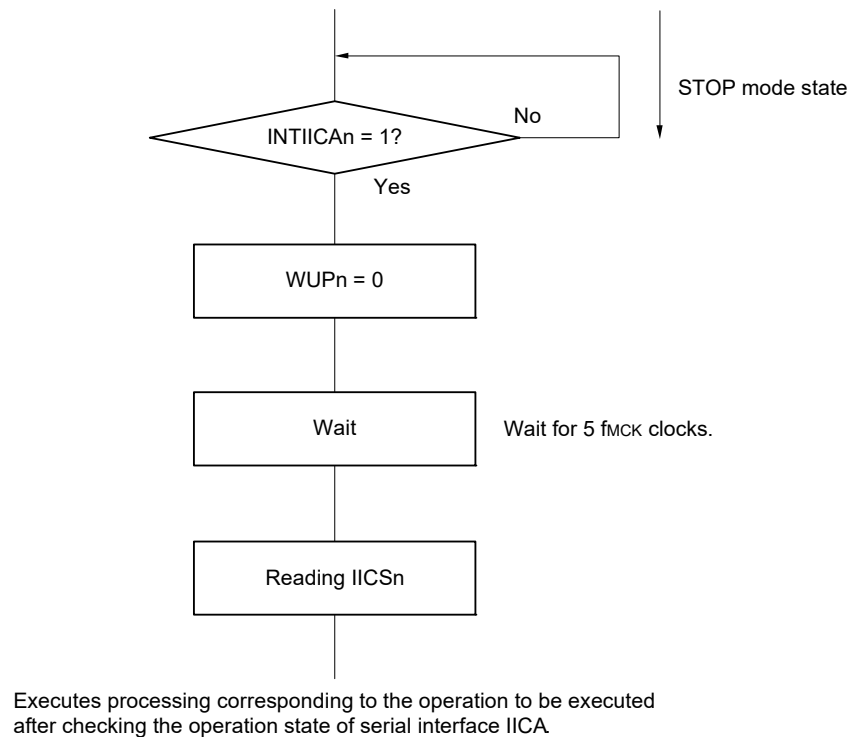 STOP mode state
No
INTIICAn = 1?
Yes
WUPn = 0
Wait
Wait for 5 fMCK clocks.
Reading IICSn
Executes processing corresponding to the operation to be executed
after checking the operation state of serial interface IICA.